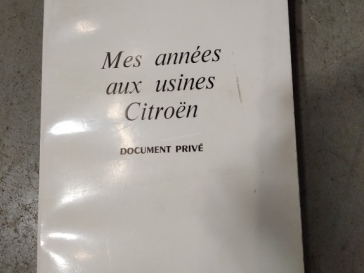 Mes années
aux usines
Citroën
DOCUMENT PRIVÉ